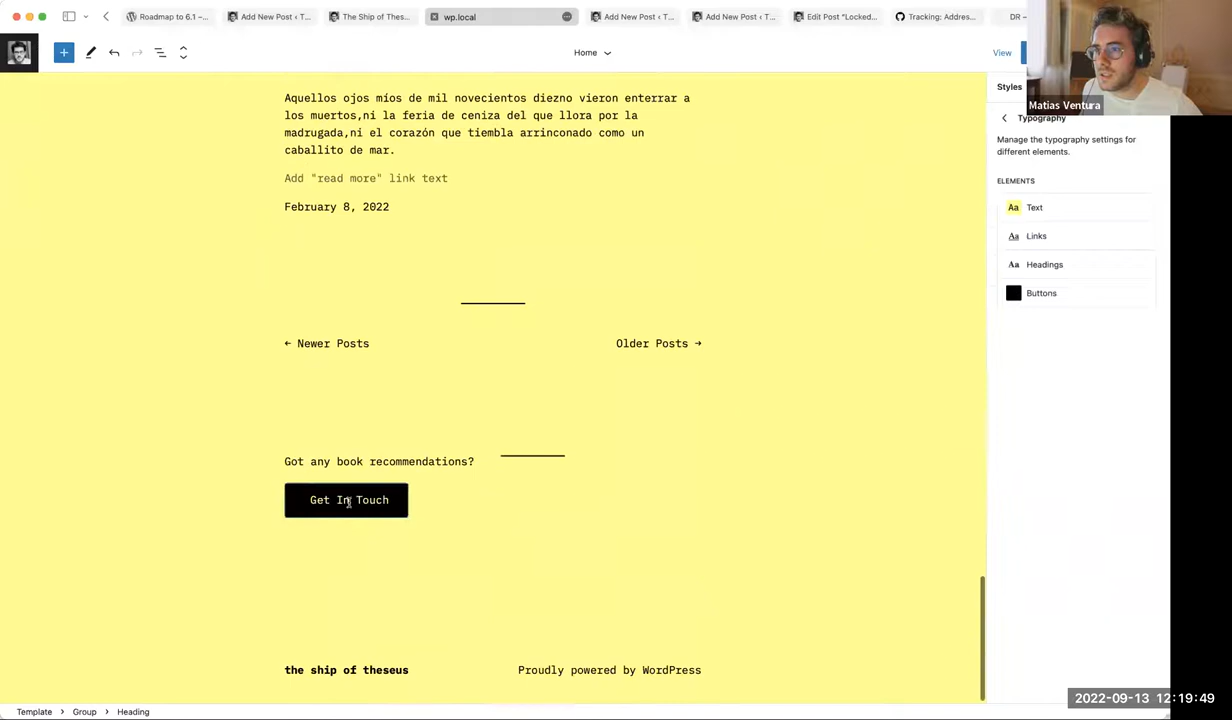 Roadmap to 6.1 –...
Add New Post ‹ T...
The Ship of Thes...
wp.local
Add New Post ‹ T...
Add New Post ‹ T...
Edit Post “Locked...
Tracking: Addres...
DR –
Home
View
Styles
Matias Ventura
Typography
Manage the typography settings for
different elements.
ELEMENTS
Aa Text
Aa Links
Aa Headings
Buttons
Aquellos ojos míos de mil novecientos diezno vieron enterrar a
los muertos,ni la feria de ceniza del que llora por la
madrugada,ni el corazón que tiembla arrinconado como un
caballito de mar.
Add "read more" link text
February 8, 2022
← Newer Posts
Older Posts →
Got any book recommendations?
Get In Touch
the ship of theseus
Proudly powered by WordPress
2022-09-13 12:19:49
Template > Group > Heading